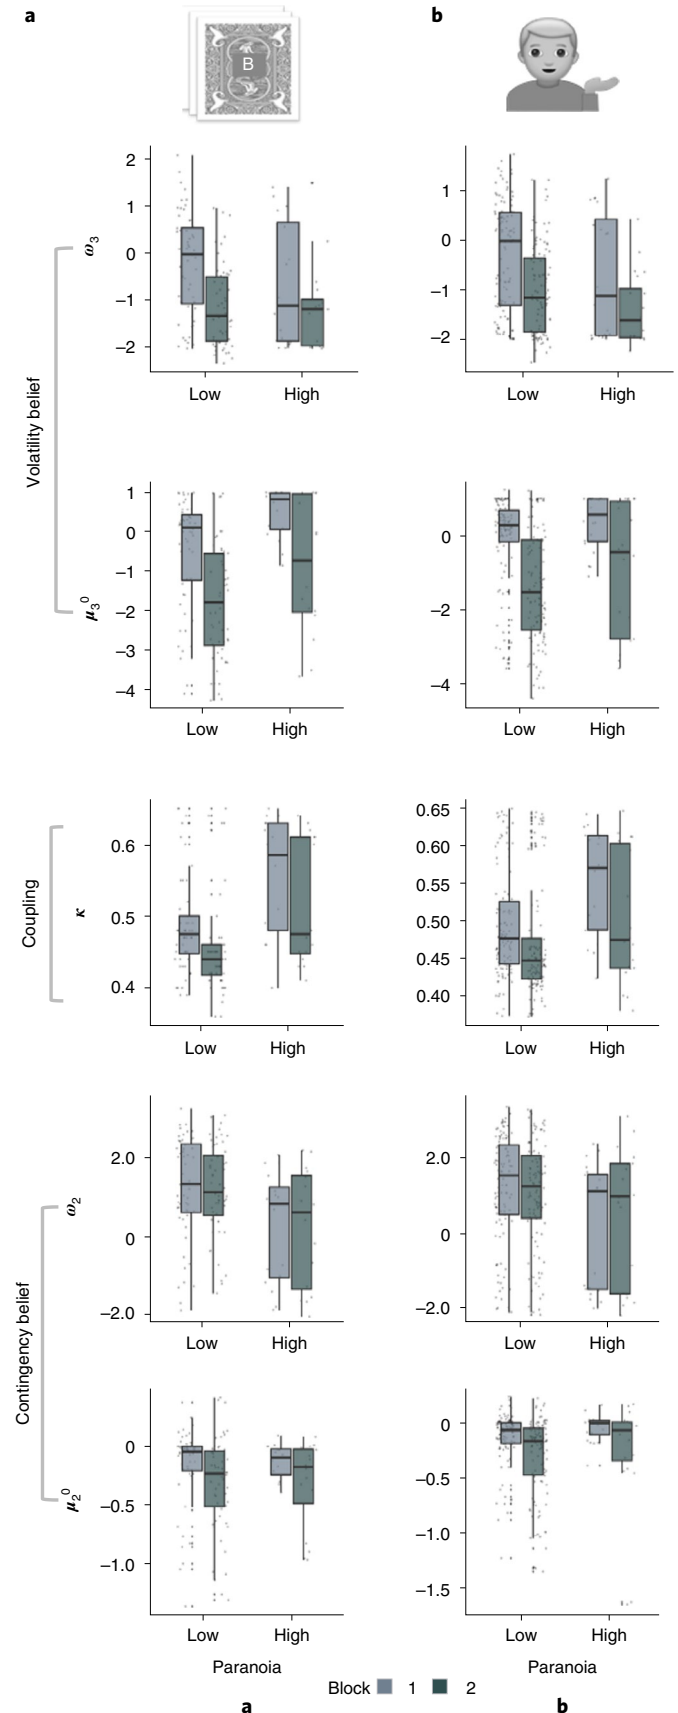 a
b
B
Volatility belief
ω3
2
1
0
−1
−2
Low
High
1
0
−1
−2
Low
High
μ3⁰
1
0
−1
−2
−3
−4
Low
High
0
−2
−4
Low
High
Coupling
κ
0.6
0.5
0.4
Low
High
0.65
0.60
0.55
0.50
0.45
0.40
Low
High
Contingency belief
ω2
2.0
0
−2.0
Low
High
2.0
0
−2.0
Low
High
μ2⁰
0
−0.5
−1.0
Low
High
Paranoia
0
−0.5
−1.0
−1.5
Low
High
Paranoia
Block 1 2
a
b